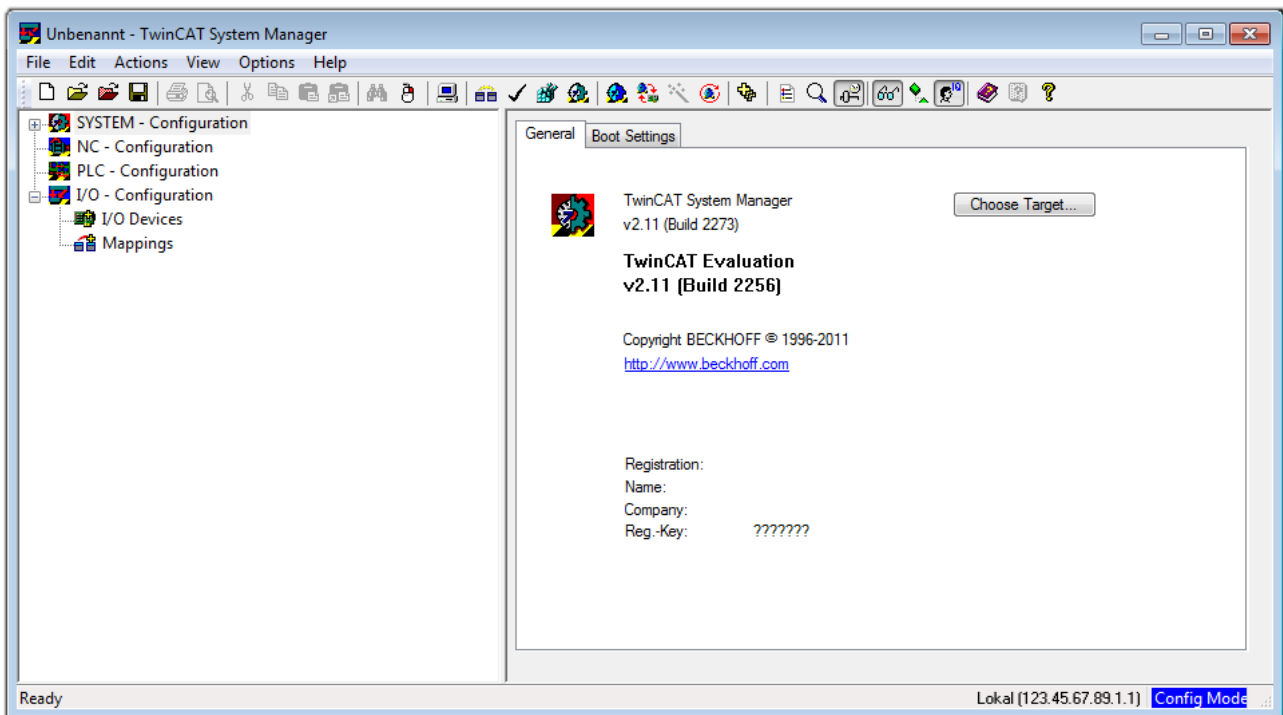 Unbenannt - TwinCAT System Manager
File Edit Actions View Options Help
SYSTEM - Configuration
NC - Configuration
PLC - Configuration
I/O - Configuration
I/O Devices
Mappings
General Boot Settings
TwinCAT System Manager
v2.11 (Build 2273)
Choose Target...
TwinCAT Evaluation
v2.11 (Build 2256)
Copyright BECKHOFF © 1996-2011
http://www.beckhoff.com
Registration:
Name:
Company:
Reg.-Key: ???????
Ready Lokal (123.45.67.89.1.1) Config Mode